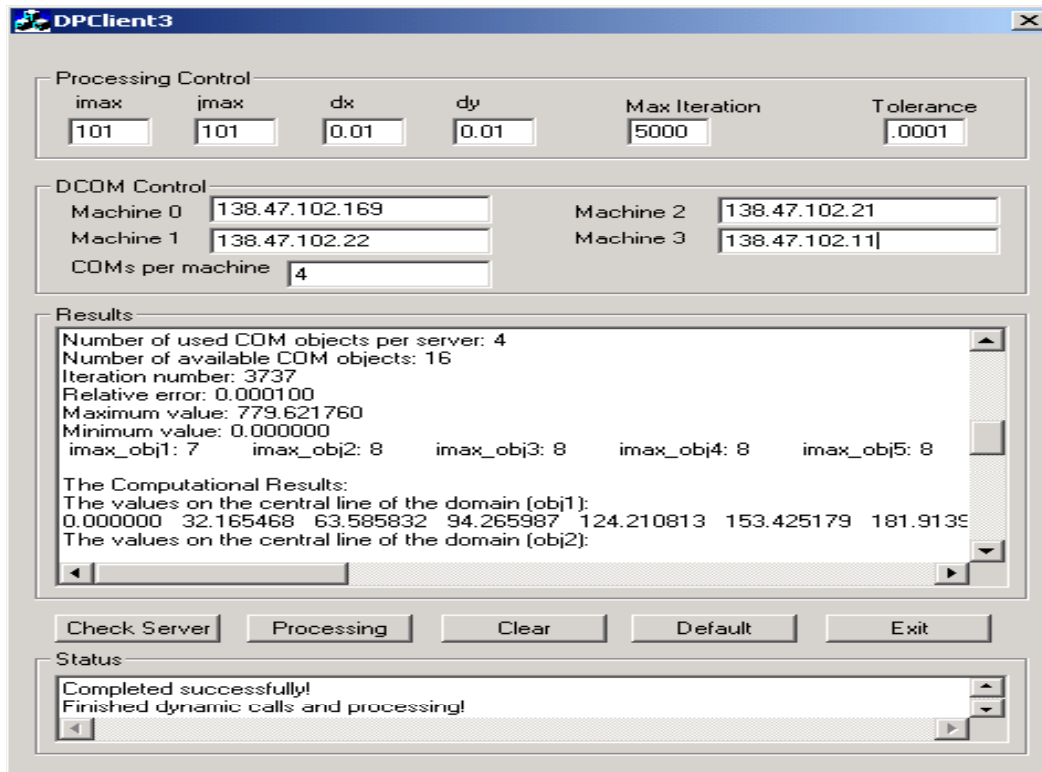 DPClient3
Processing Control
imax jmax dx dy Max Iteration Tolerance
101 101 0.01 0.01 5000 .0001
DCOM Control
Machine 0 138.47.102.169 Machine 2 138.47.102.21
Machine 1 138.47.102.22 Machine 3 138.47.102.11
COMs per machine 4
Results
Number of used COM objects per server: 4
Number of available COM objects: 16
Iteration number: 3737
Relative error: 0.000100
Maximum value: 779.621760
Minimum value: 0.000000
imax_obj1: 7 imax_obj2: 8 imax_obj3: 8 imax_obj4: 8 imax_obj5: 8
The Computational Results:
The values on the central line of the domain (obj1):
0.000000 32.165468 63.585832 94.265987 124.210813 153.425179 181.9139
The values on the central line of the domain (obj2):
Check Server Processing Clear Default Exit
Status
Completed successfully!
Finished dynamic calls and processing!